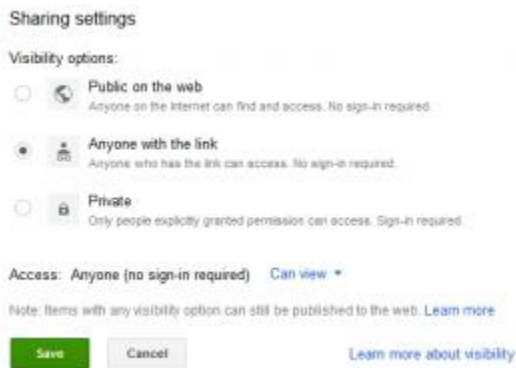 Sharing settings
Visibility options:
Public on the web
Anyone on the Internet can find and access. No sign-in required.
Anyone with the link
Anyone who has the link can access. No sign-in required.
Private
Only people explicitly granted permission can access. Sign-in required.
Access: Anyone (no sign-in required) Can view
Note: Items with any visibility option can still be published to the web. Learn more
Save Cancel Learn more about visibility